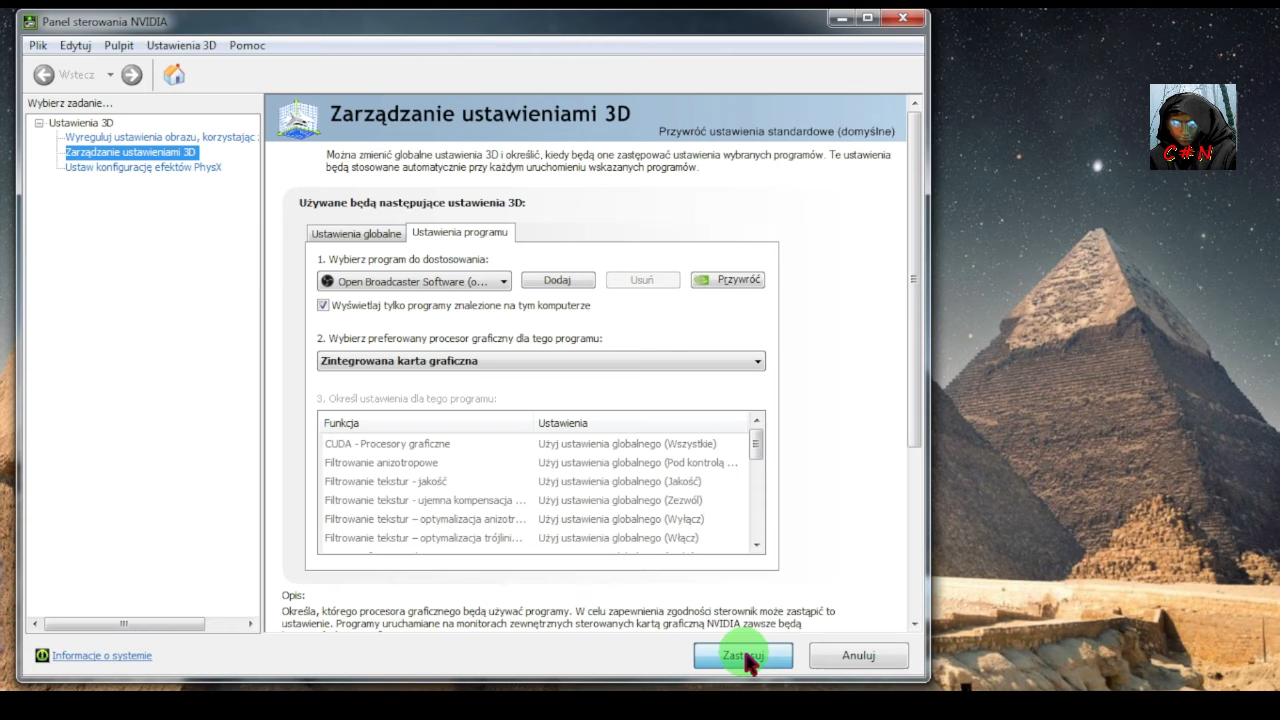 Panel sterowania NVIDIA
Plik Edytuj Pulpit Ustawienia 3D Pomoc
Wstecz
Wybierz zadanie...
Ustawienia 3D
Wyreguluj ustawienia obrazu, korzystając z
Zarządzanie ustawieniami 3D
Ustaw konfigurację efektów PhysX
Zarządzanie ustawieniami 3D
Przywróć ustawienia standardowe (domyślne)
Można zmienić globalne ustawienia 3D i określić, kiedy będą one zastępować ustawienia wybranych programów. Te ustawienia
będą stosowane automatycznie przy każdym uruchomieniu wskazanych programów.
Używane będą następujące ustawienia 3D:
Ustawienia globalne Ustawienia programu
1. Wybierz program do dostosowania:
Open Broadcaster Software (o... Dodaj Usuń Przywróć
Wyświetlaj tylko programy znalezione na tym komputerze
2. Wybierz preferowany procesor graficzny dla tego programu:
Zintegrowana karta graficzna
3. Określ ustawienia dla tego programu:
Funkcja Ustawienia
CUDA - Procesory graficzne Użyj ustawienia globalnego (Wszystkie)
Filtrowanie anizotropowe Użyj ustawienia globalnego (Pod kontrolą ...
Filtrowanie tekstur - jakość Użyj ustawienia globalnego (Jakość)
Filtrowanie tekstur - ujemna kompensacja ... Użyj ustawienia globalnego (Zezwól)
Filtrowanie tekstur – optymalizacja anizotr... Użyj ustawienia globalnego (Wyłącz)
Filtrowanie tekstur – optymalizacja trójlini... Użyj ustawienia globalnego (Włącz)
Opis:
Określa, którego procesora graficznego będą używać programy. W celu zapewnienia zgodności sterownik może zastąpić to
ustawienie. Programy uruchamiane na monitorach zewnętrznych sterowanych kartą graficzną NVIDIA zawsze będą
Informacje o systemie
Zastosuj Anuluj
C#N